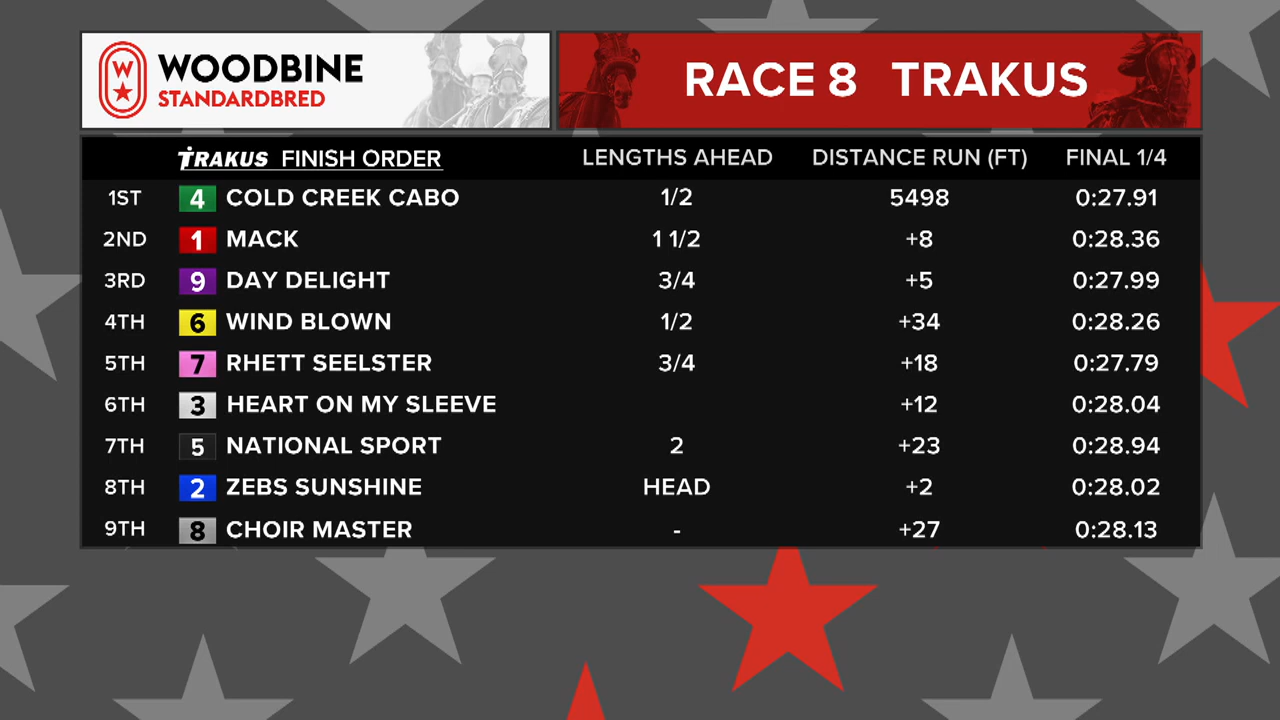 W
WOODBINE
STANDARDBRED
RACE 8 TRAKUS
TRAKUS FINISH ORDER LENGTHS AHEAD DISTANCE RUN (FT) FINAL 1/4
1ST 4 COLD CREEK CABO 1/2 5498 0:27.91
2ND 1 MACK 1 1/2 +8 0:28.36
3RD 9 DAY DELIGHT 3/4 +5 0:27.99
4TH 6 WIND BLOWN 1/2 +34 0:28.26
5TH 7 RHETT SEELSTER 3/4 +18 0:27.79
6TH 3 HEART ON MY SLEEVE +12 0:28.04
7TH 5 NATIONAL SPORT 2 +23 0:28.94
8TH 2 ZEBS SUNSHINE HEAD +2 0:28.02
9TH 8 CHOIR MASTER - +27 0:28.13